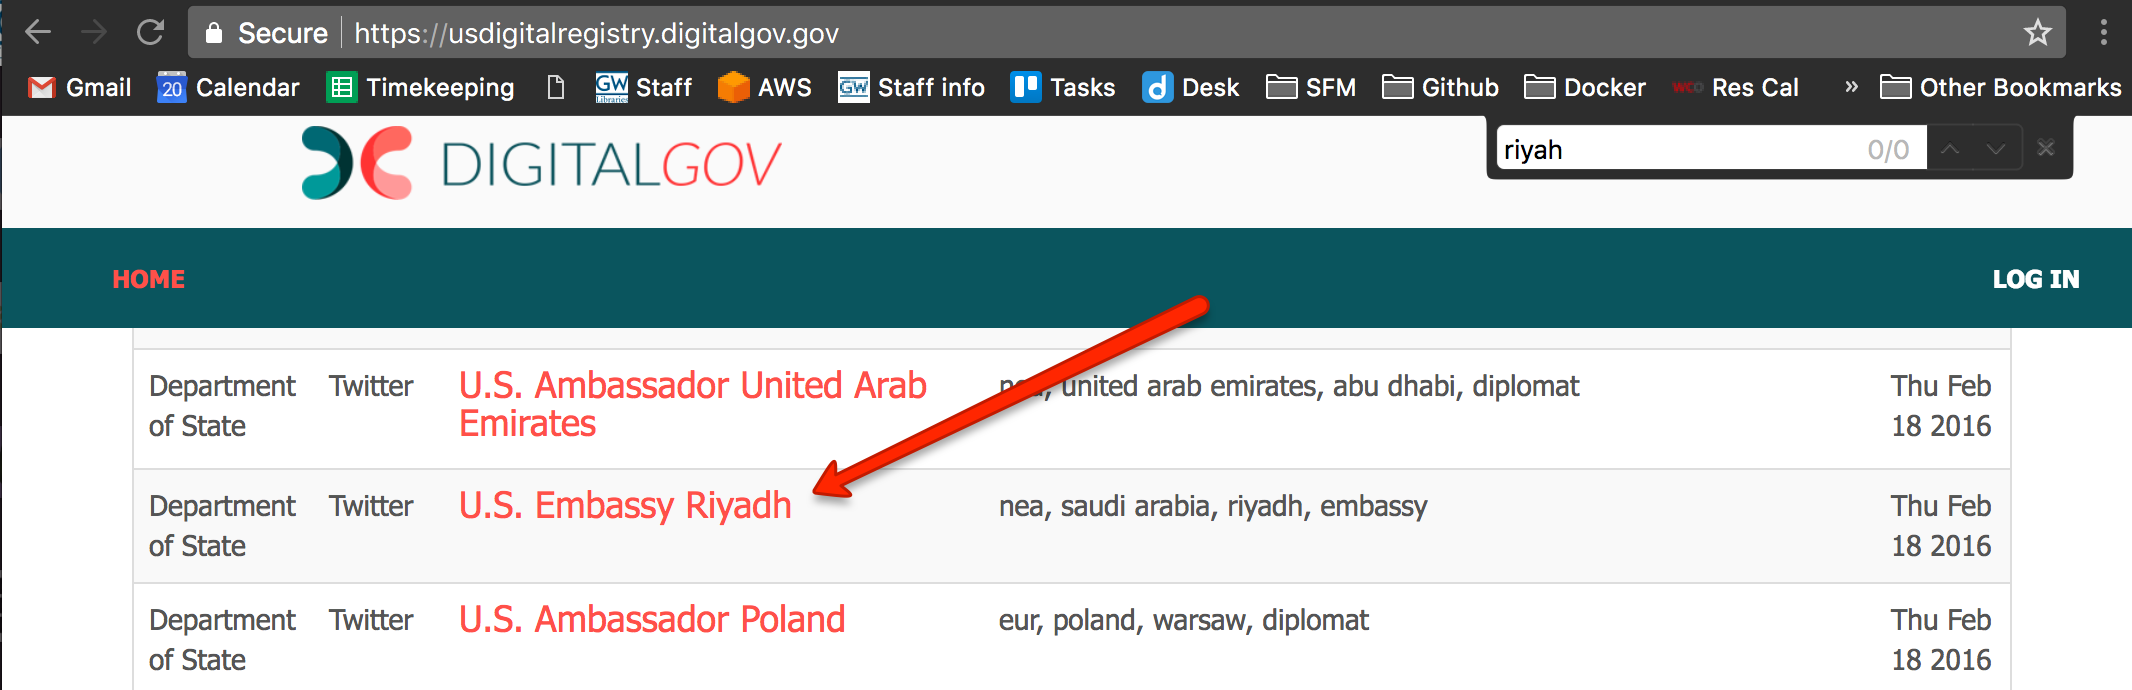 Secure https://usdigitalregistry.digitalgov.gov
Gmail 20 Calendar Timekeeping GW Libraries Staff AWS GW Staff info Tasks d Desk SFM Github Docker WCO Res Cal » Other Bookmarks
DIGITALGOV
riyah 0/0
HOME LOG IN
Department Twitter U.S. Ambassador United Arab united arab emirates, abu dhabi, diplomat Thu Feb
of State Emirates 18 2016
Department Twitter U.S. Embassy Riyadh nea, saudi arabia, riyadh, embassy Thu Feb
of State 18 2016
Department Twitter U.S. Ambassador Poland eur, poland, warsaw, diplomat Thu Feb
of State 18 2016